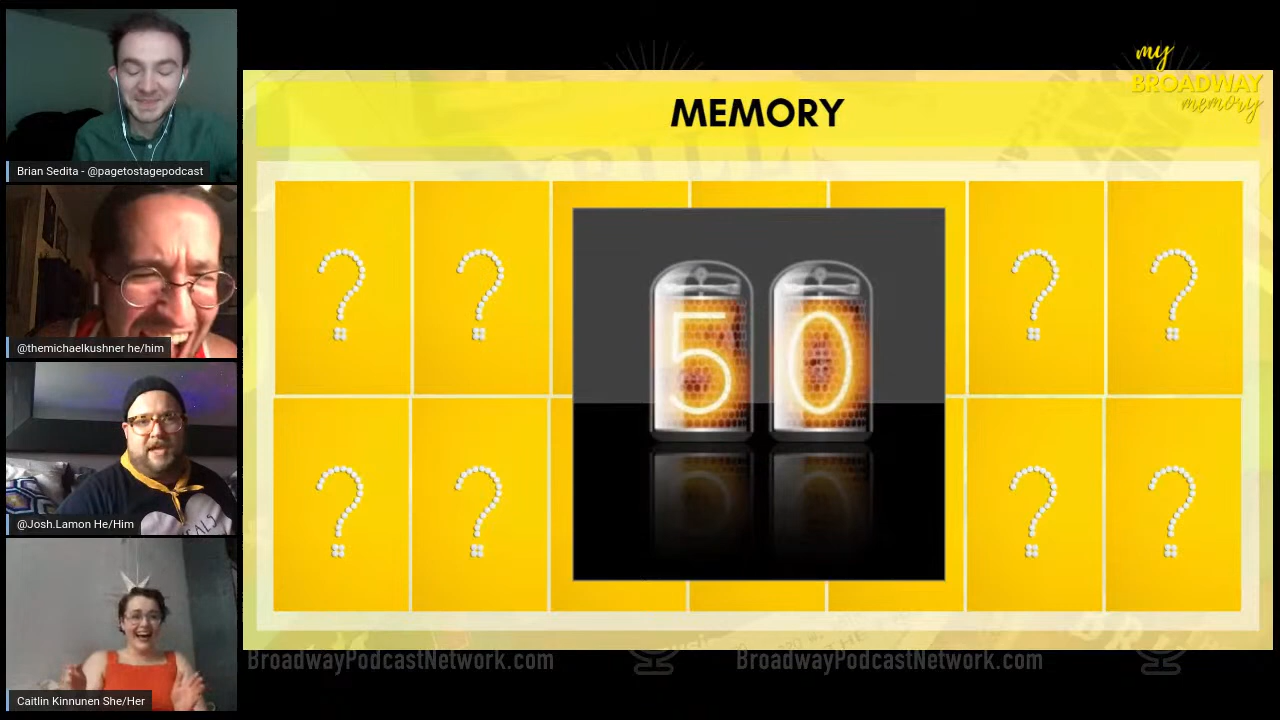 Brian Sedita - @pagetostagepodcast
@themichaelkushner he/him
@Josh.Lamon He/Him
Caitlin Kinnunen She/Her
my
BROADWAY
memory
MEMORY
? ? ? ?
50
? ? ? ?
BroadwayPodcastNetwork.com BroadwayPodcastNetwork.com